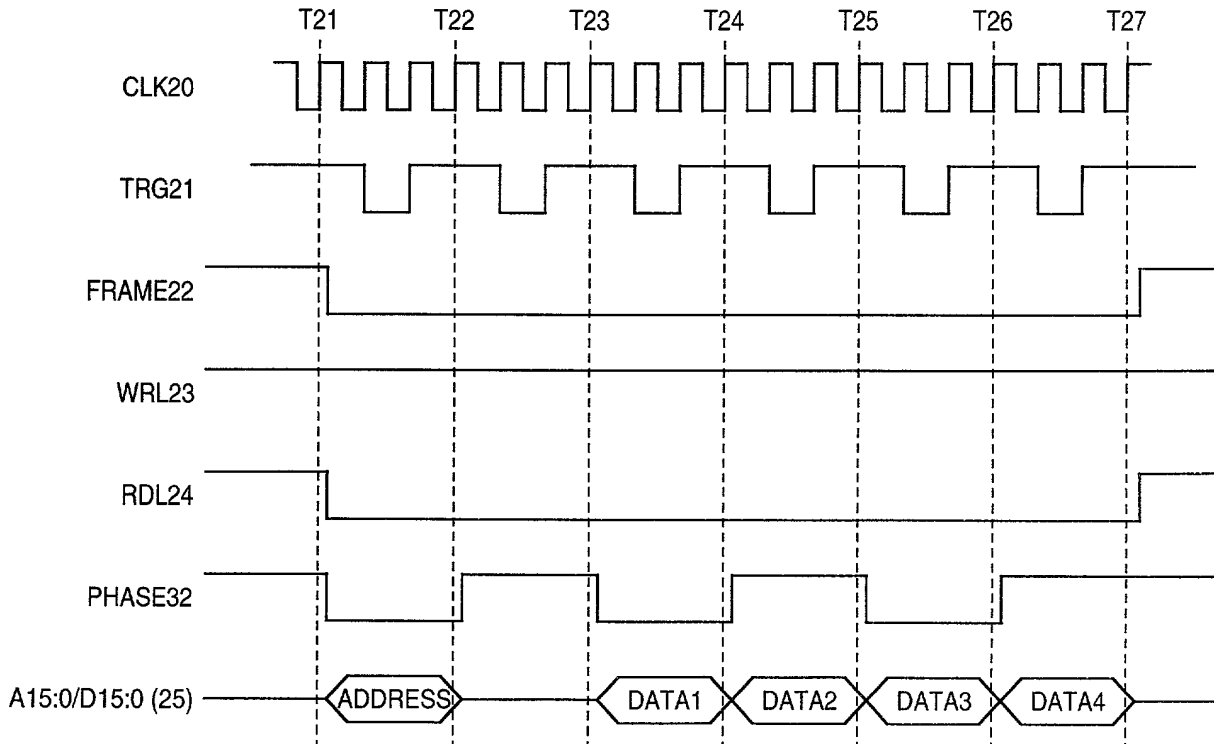 T21 T22 T23 T24 T25 T26 T27
CLK20
TRG21
FRAME22
WRL23
RDL24
PHASE32
A15:0/D15:0 (25) ADDRESS DATA1 DATA2 DATA3 DATA4